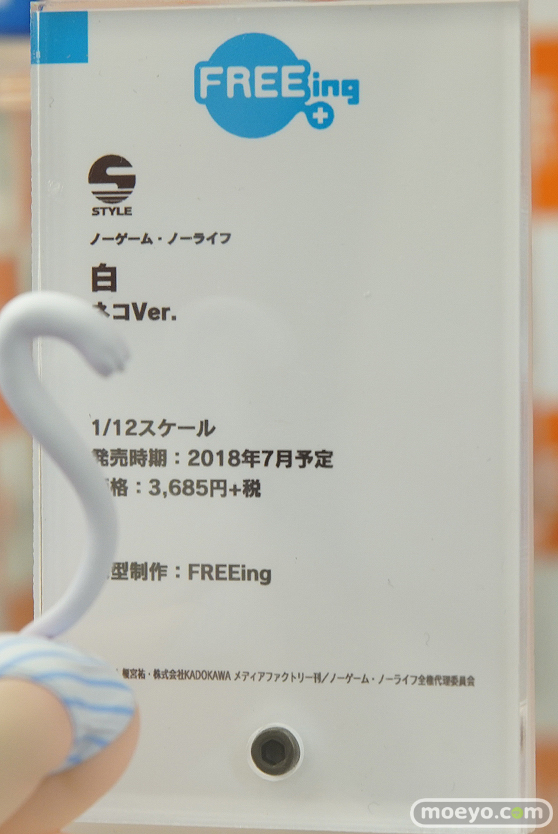 FREEing
S
STYLE
ノーゲーム・ノーライフ
白
ネコVer.
1/12スケール
発売時期：2018年7月予定
格：3,685円+税
型制作：FREEing
榎宮祐・株式会社KADOKAWA メディアファクトリー刊／ノーゲーム・ノーライフ全権代理委員会
moeyo.com